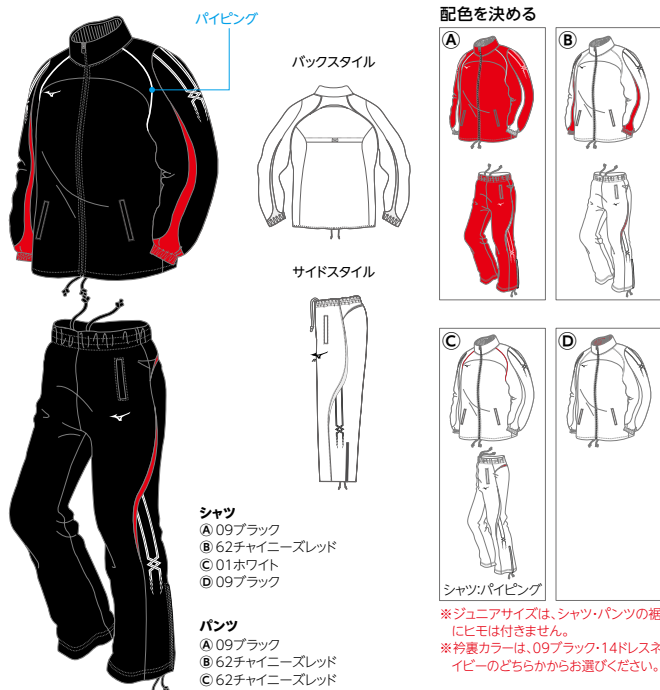 パイピング
バックスタイル
サイドスタイル
シャツ
Ⓐ09ブラック
Ⓑ62チャイニーズレッド
Ⓒ01ホワイト
Ⓓ09ブラック
パンツ
Ⓐ09ブラック
Ⓑ62チャイニーズレッド
Ⓒ62チャイニーズレッド
配色を決める
Ⓐ
Ⓑ
Ⓒ
Ⓓ
シャツ:パイピング
※ジュニアサイズは、シャツ・パンツの裾
にヒモは付きません。
※衿裏カラーは、09ブラック・14ドレスネ
イビーのどちらかからお選びください。